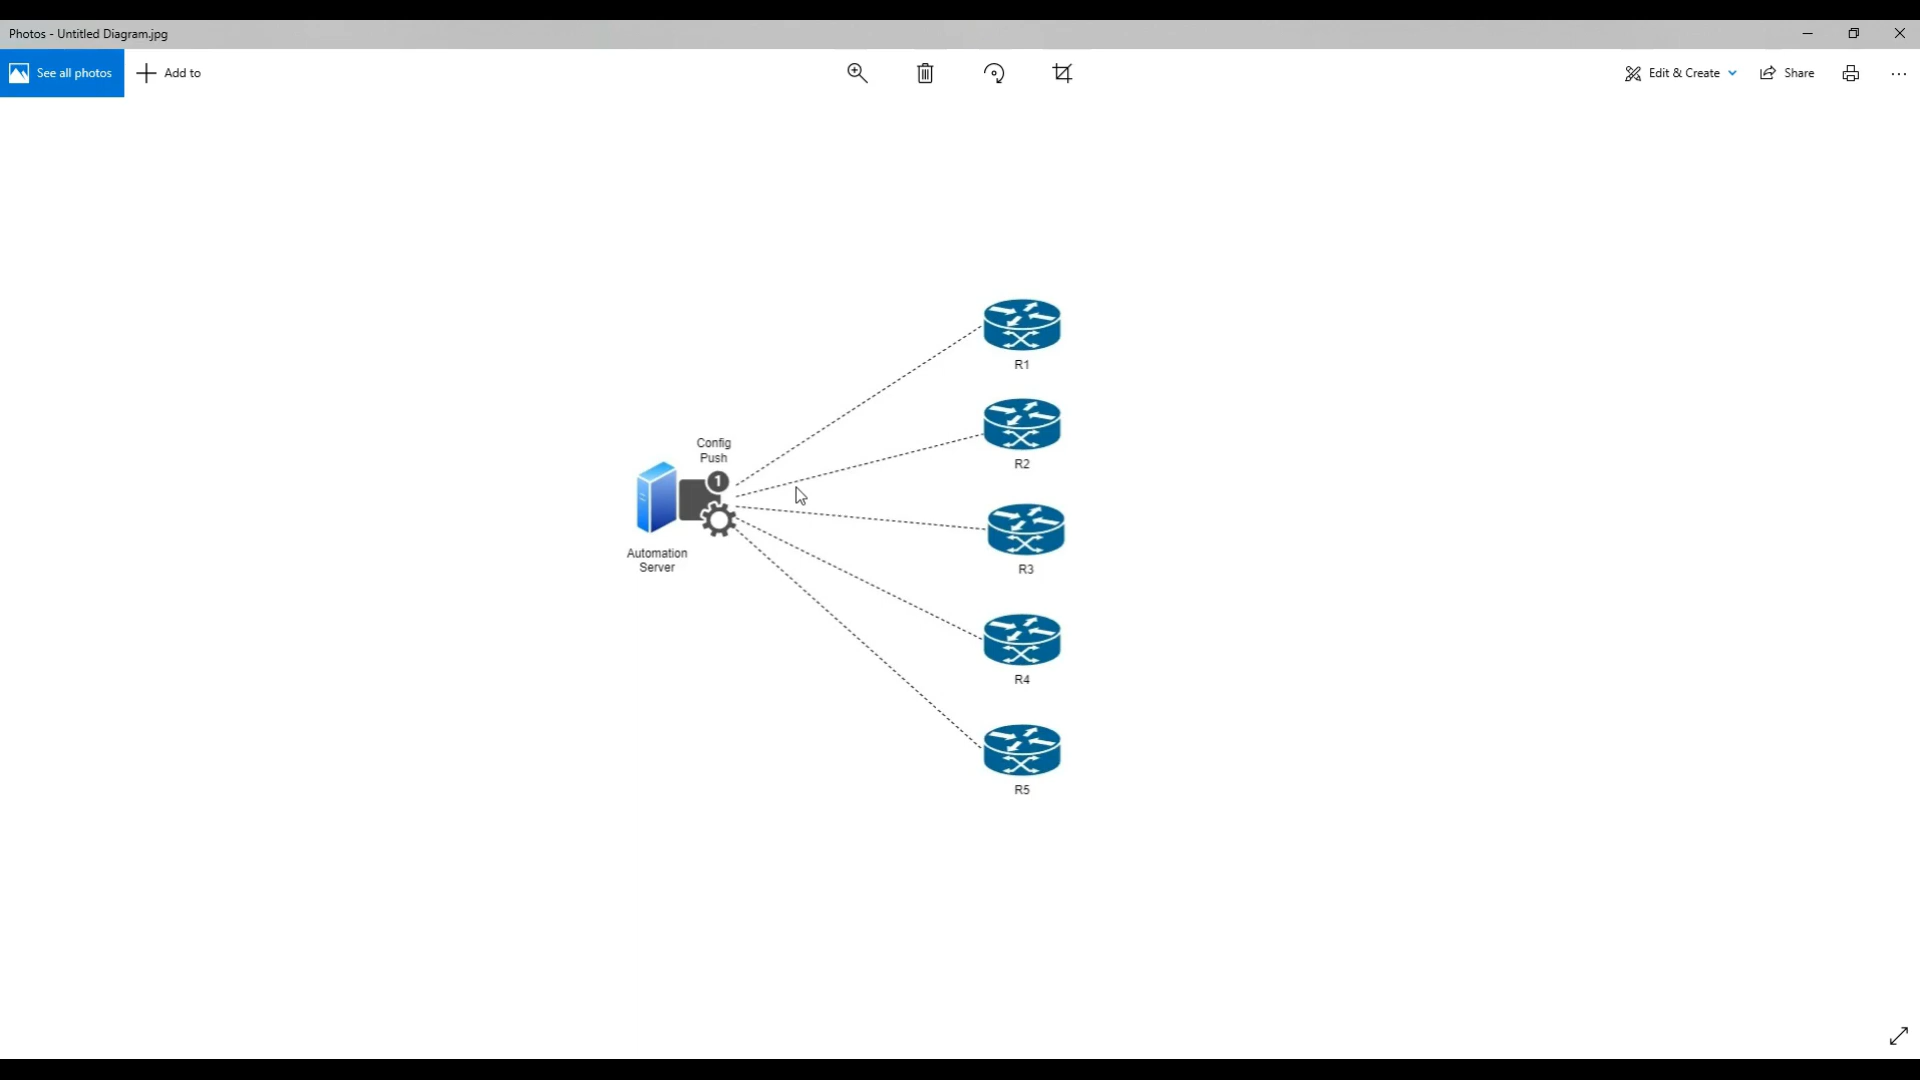 Photos - Untitled Diagram.jpg
See all photos
Add to
Edit & Create
Share
R1
R2
Config
Push
1
Automation
Server
R3
R4
R5